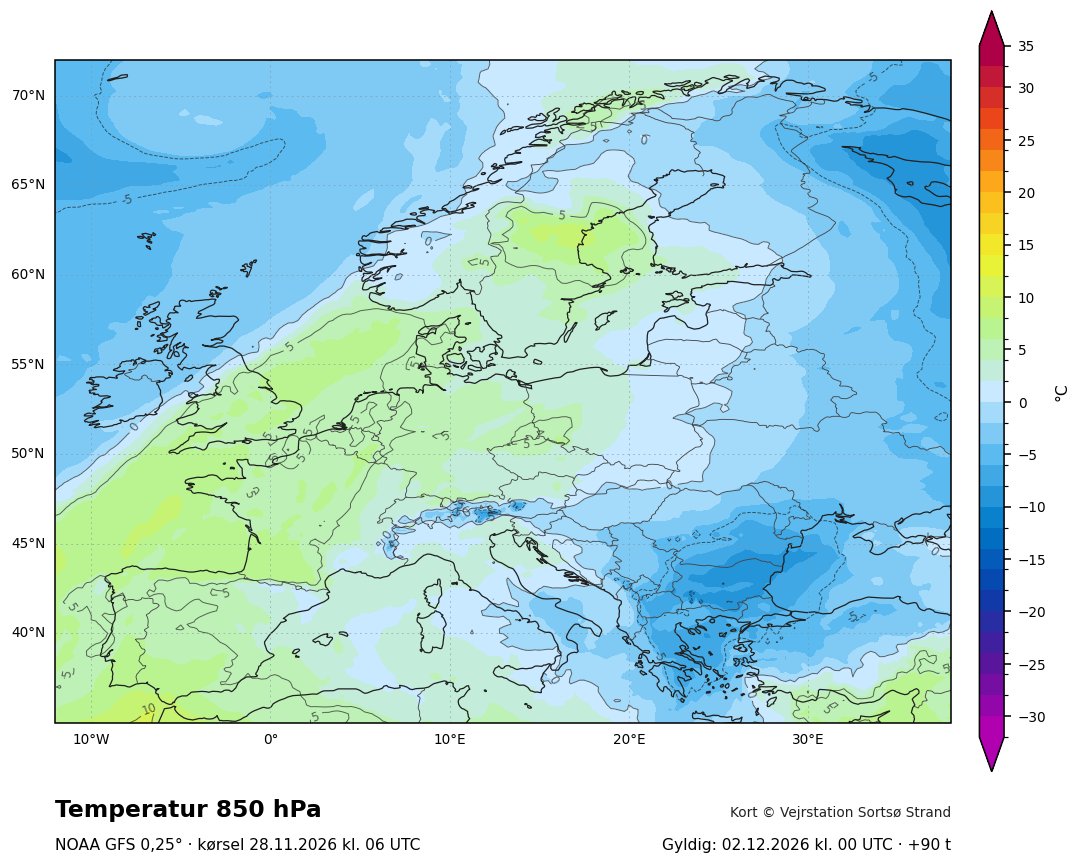 70°N
65°N
60°N
55°N
50°N
45°N
40°N
10°W
0°
10°E
20°E
30°E
35
30
25
20
15
10
5
0
−5
−10
−15
−20
−25
−30
°C
Temperatur 850 hPa
Kort © Vejrstation Sortsø Strand
NOAA GFS 0,25° · kørsel 28.11.2026 kl. 06 UTC
Gyldig: 02.12.2026 kl. 00 UTC · +90 t